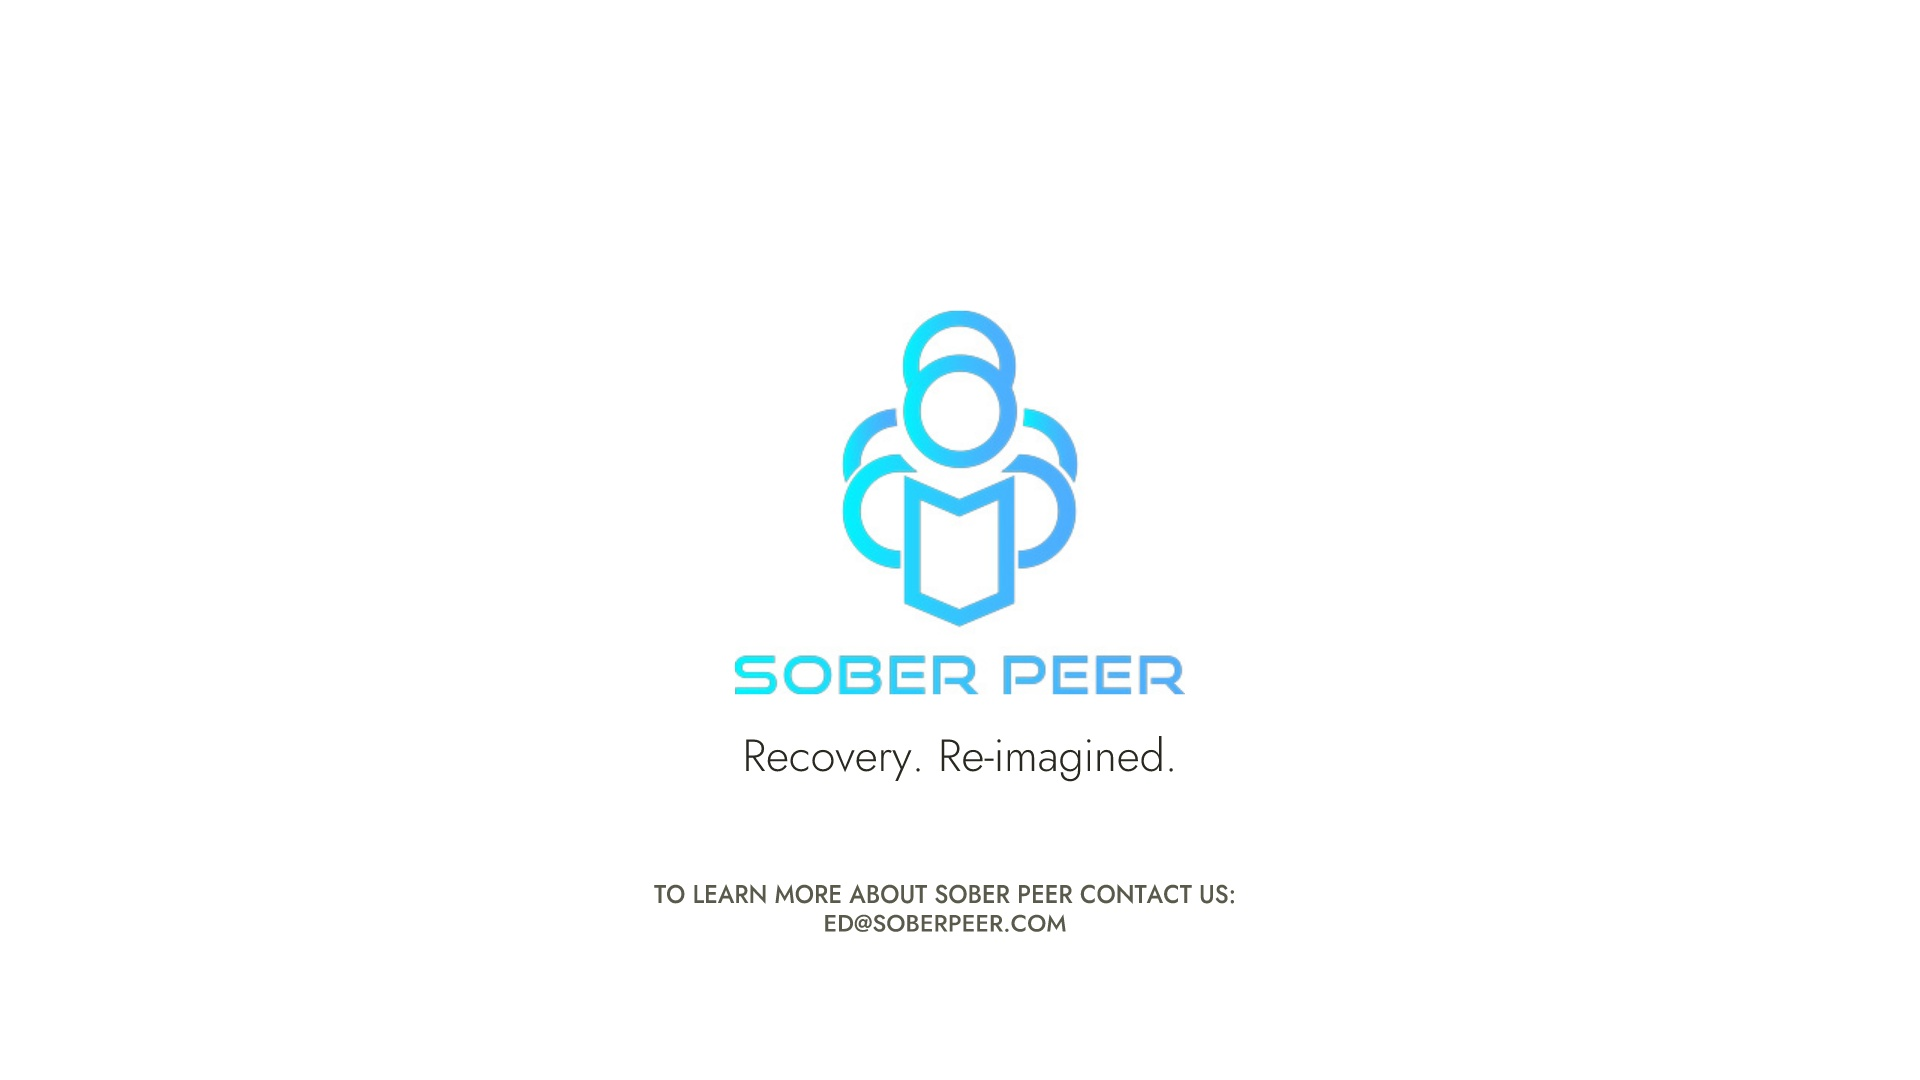 SOBER PEER
Recovery. Re-imagined.
TO LEARN MORE ABOUT SOBER PEER CONTACT US:
ED@SOBERPEER.COM